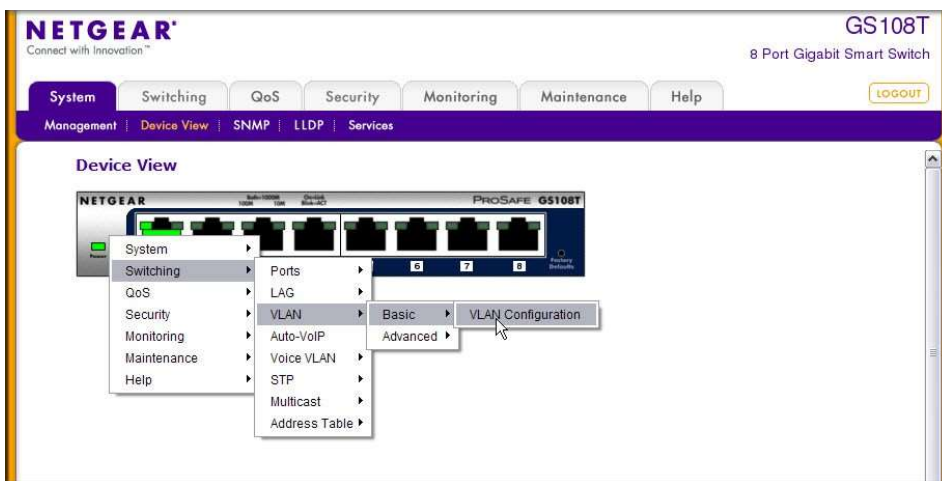 NETGEAR®
Connect with Innovation™
GS108T
8 Port Gigabit Smart Switch
System Switching QoS Security Monitoring Maintenance Help LOGOUT
Management Device View SNMP LLDP Services
Device View
NETGEAR PROSAFE GS108T
System
Switching
QoS
Security
Monitoring
Maintenance
Help
Ports
LAG
VLAN
Auto-VoIP
Voice VLAN
STP
Multicast
Address Table
Basic
Advanced
VLAN Configuration
6 7 8
Factory Defaults